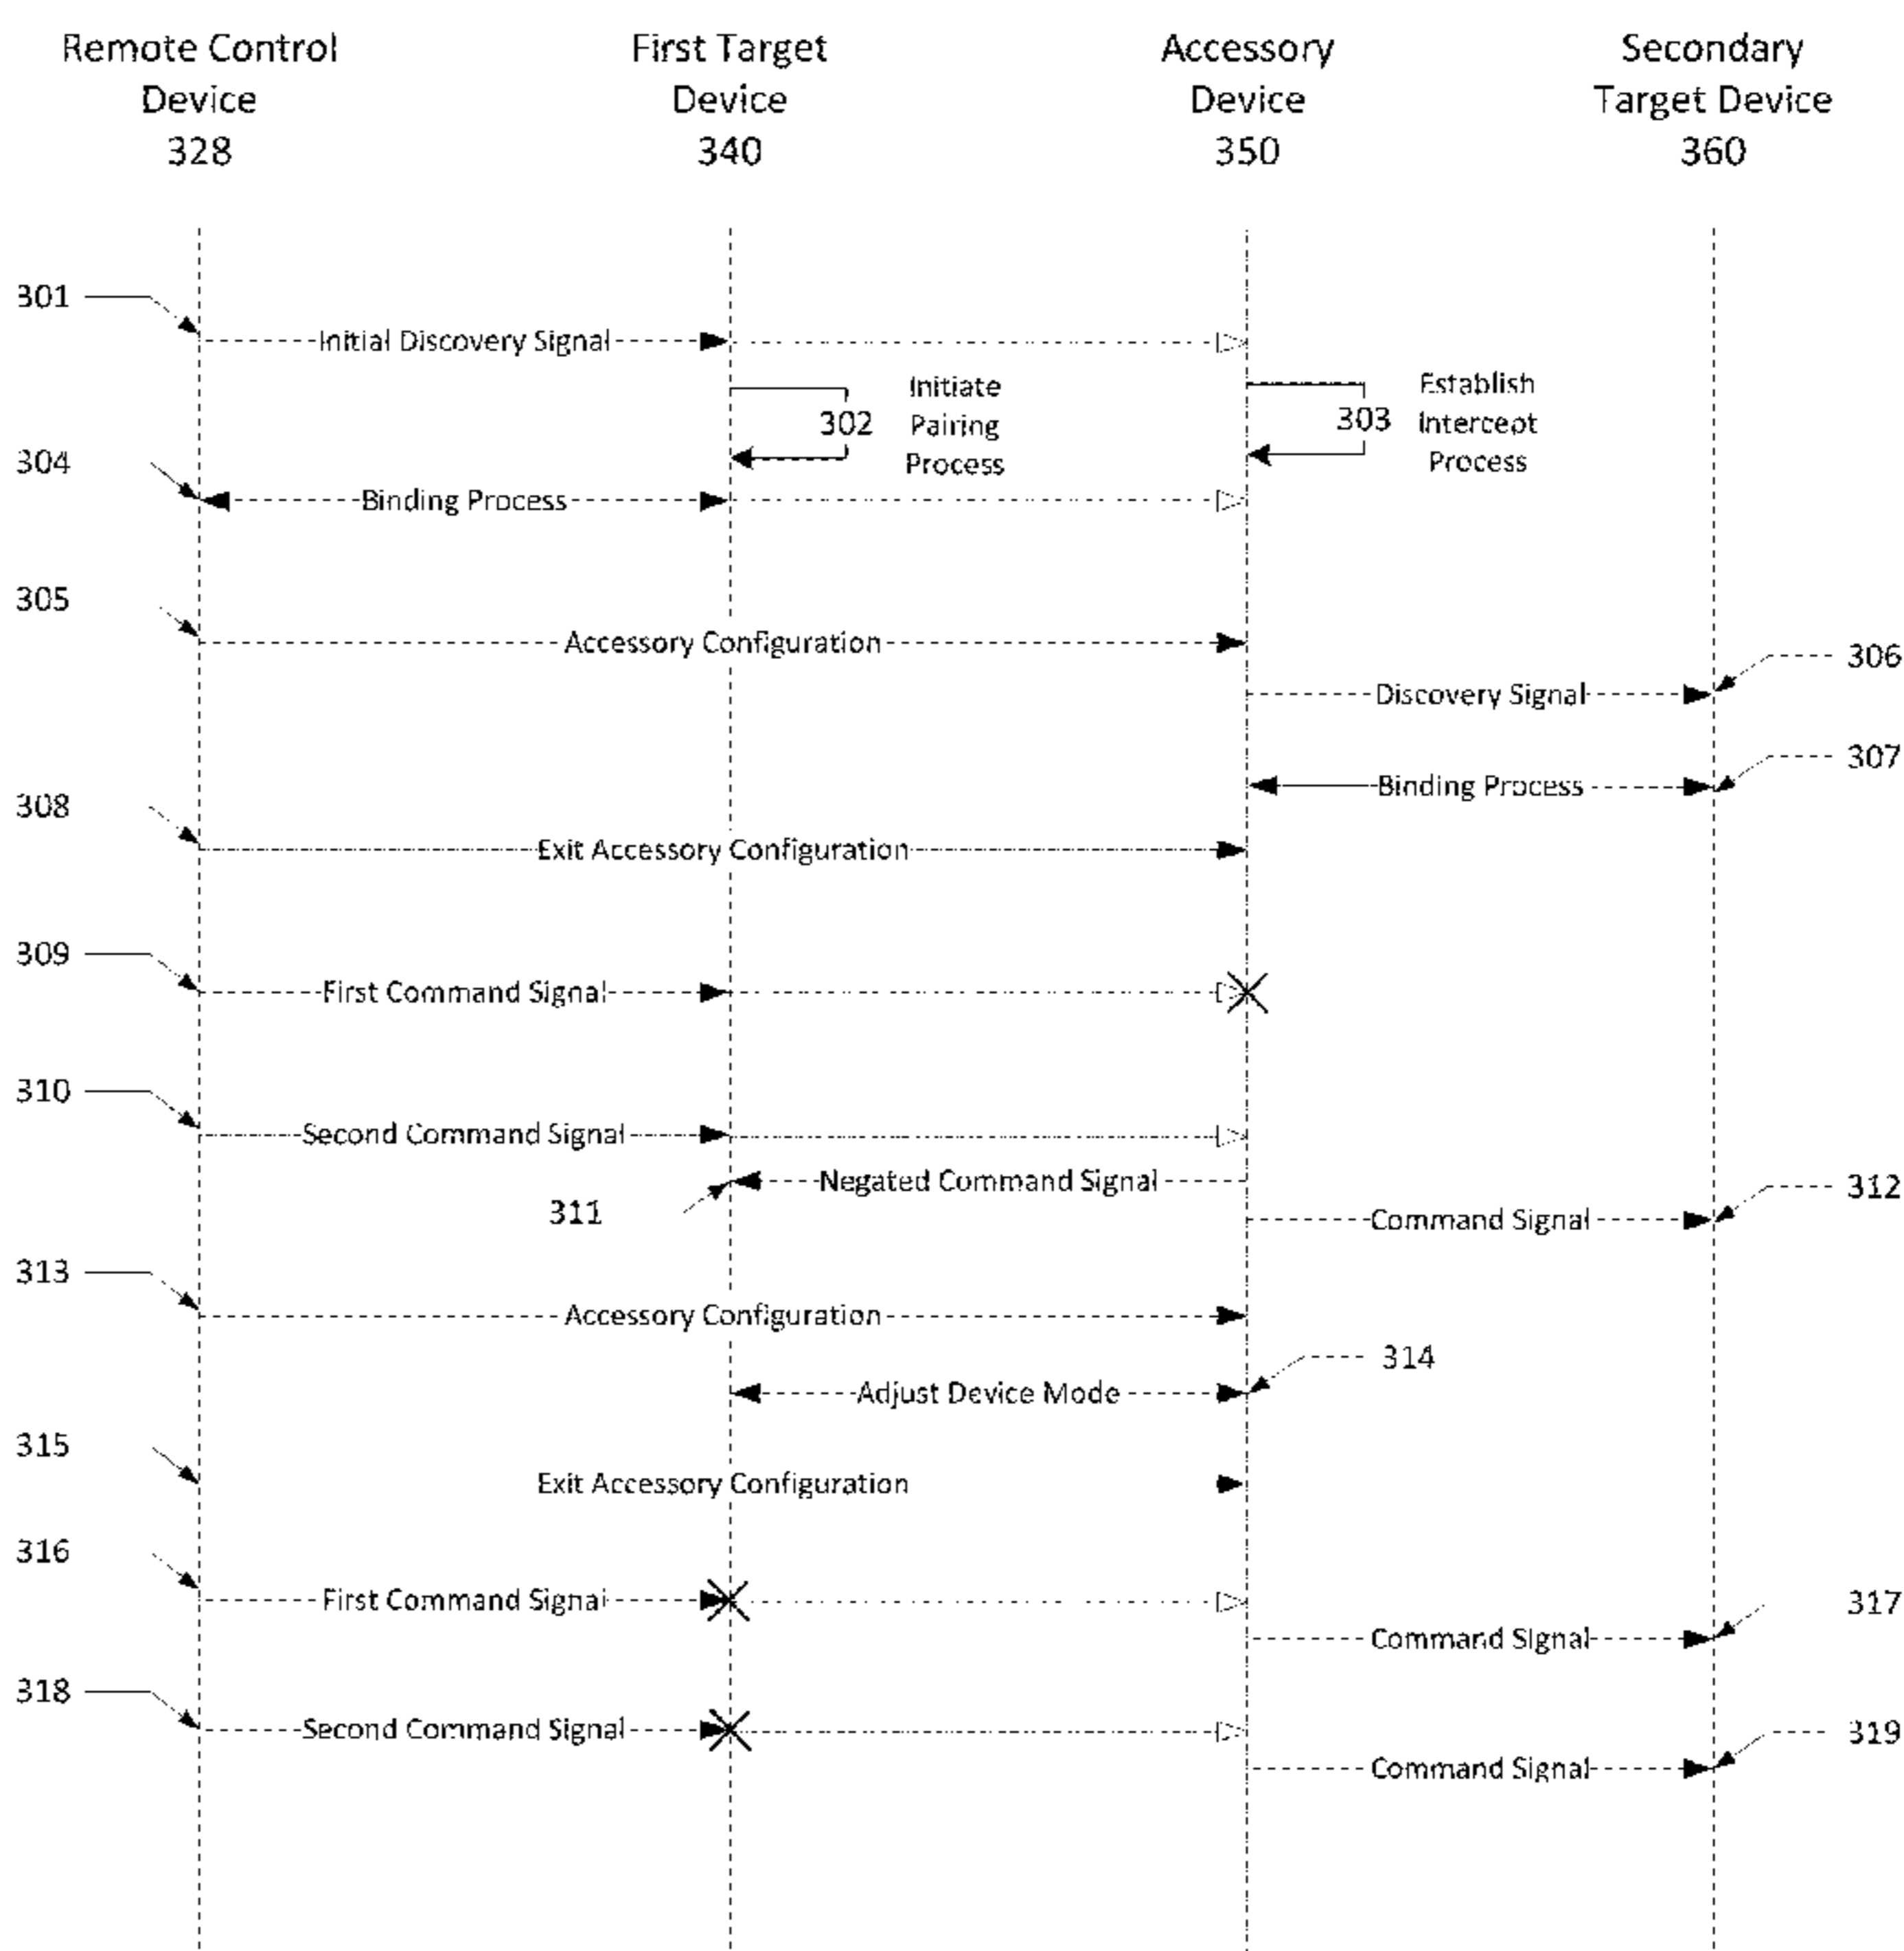 Remote Control
Device
328
First Target
Device
340
Accessory
Device
350
Secondary
Target Device
360
301
Initial Discovery Signal
Initiate
302 Pairing
Process
Establish
303 Intercept
Process
304
Binding Process
305
Accessory Configuration
306
Discovery Signal
307
Binding Process
308
Exit Accessory Configuration
309
First Command Signal
310
Second Command Signal
Negated Command Signal
311
312
Command Signal
313
Accessory Configuration
314
Adjust Device Mode
315
Exit Accessory Configuration
316
First Command Signal
317
Command Signal
318
Second Command Signal
319
Command Signal